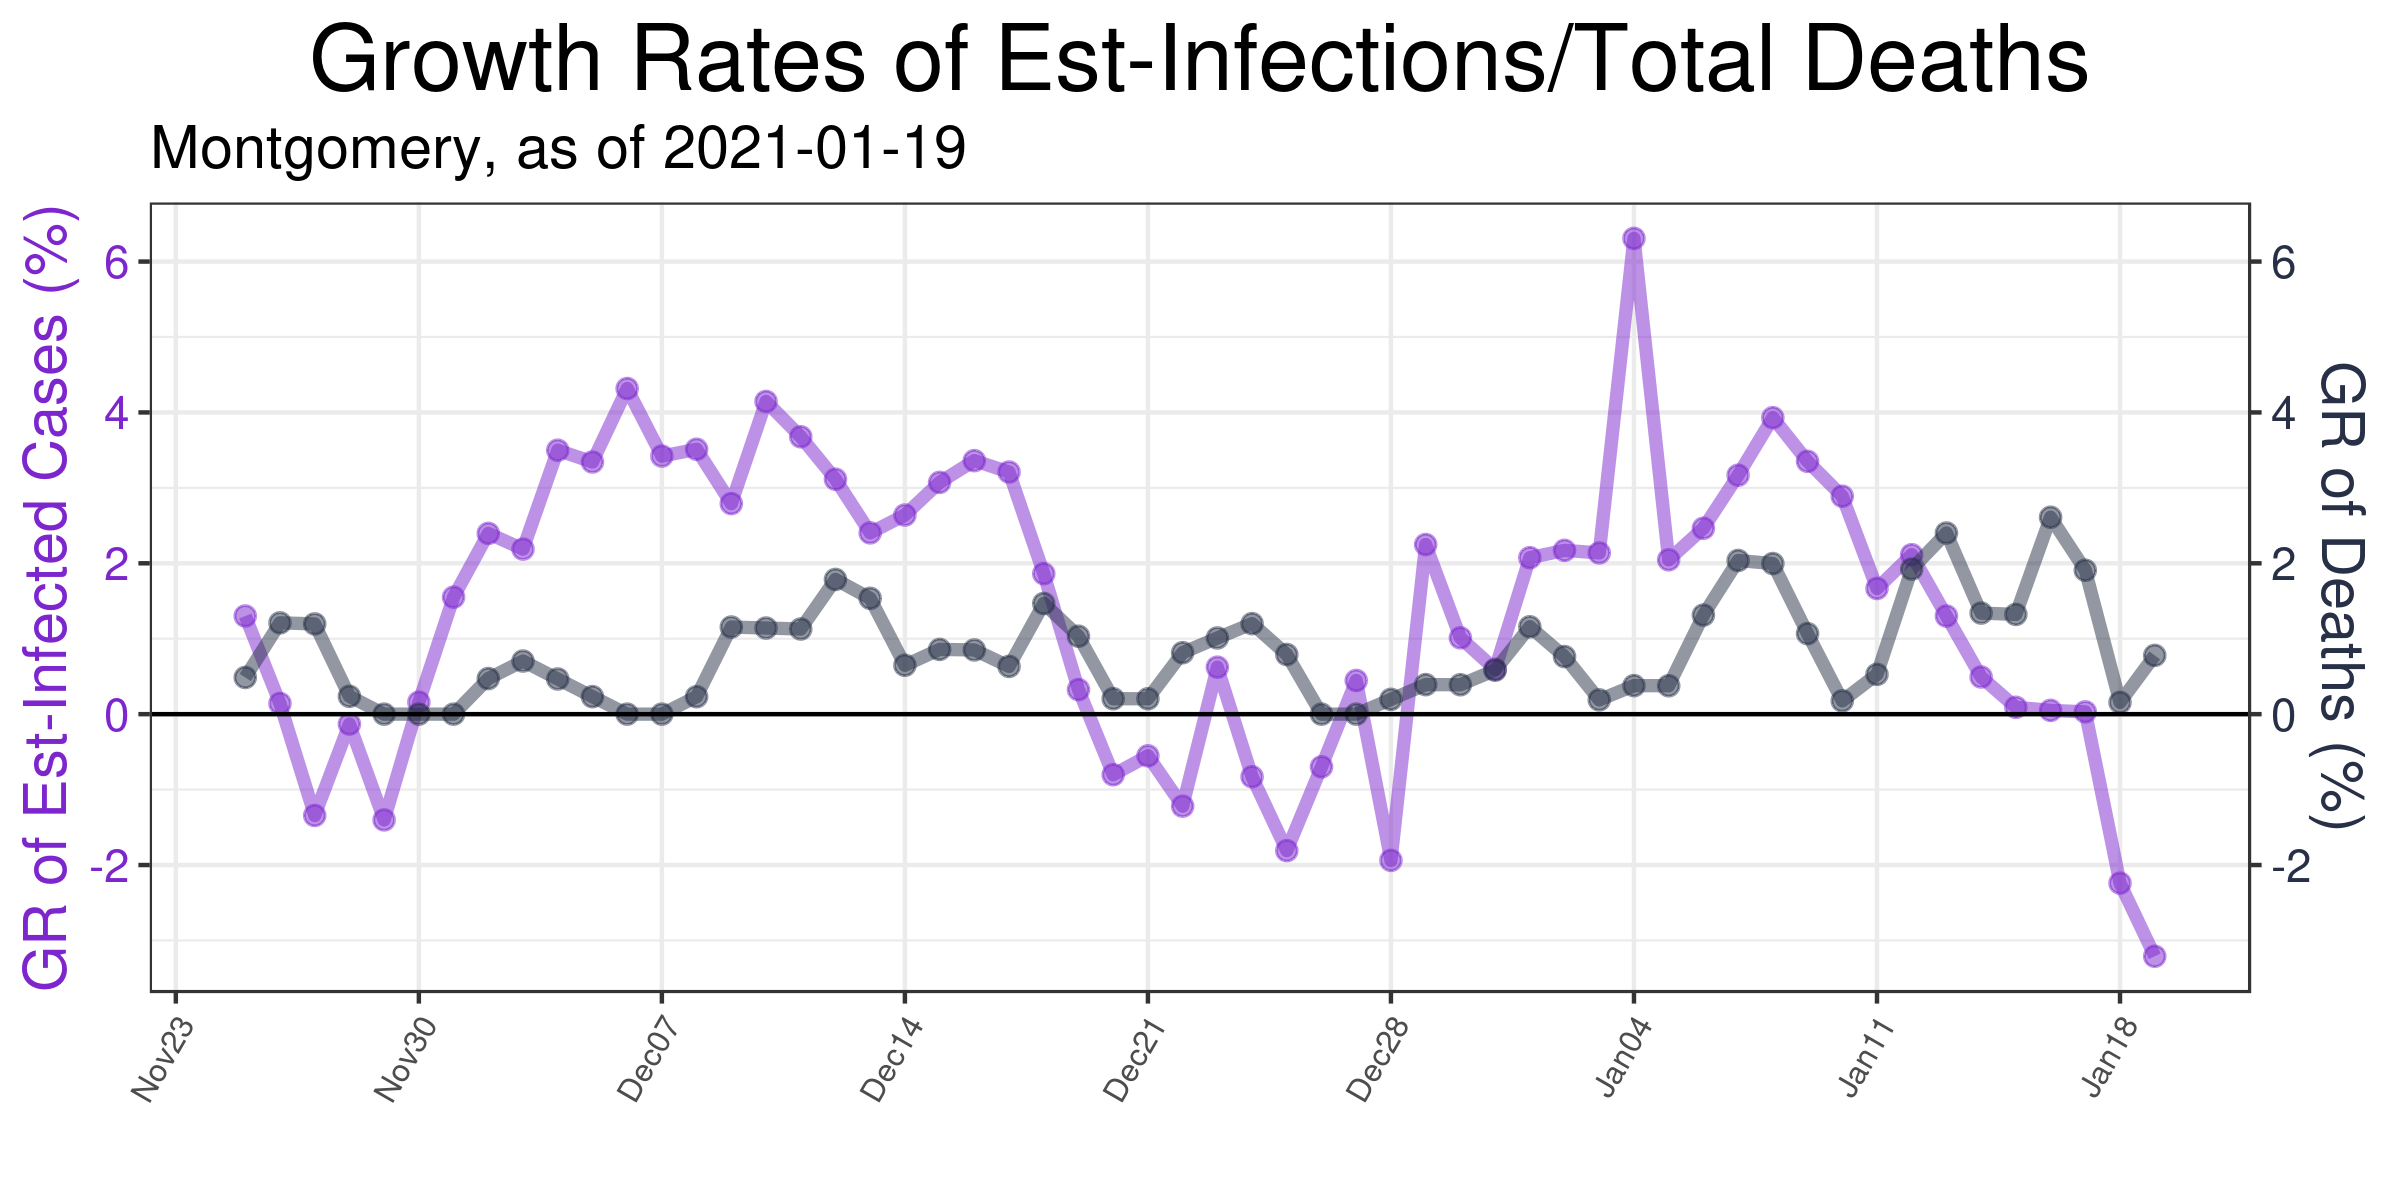 Growth Rates of Est-Infections/Total Deaths
Montgomery, as of 2021-01-19
GR of Est-Infected Cases (%)
6
4
2
0
-2
6
4
2
0
-2
GR of Deaths (%)
Nov23
Nov30
Dec07
Dec14
Dec21
Dec28
Jan04
Jan11
Jan18